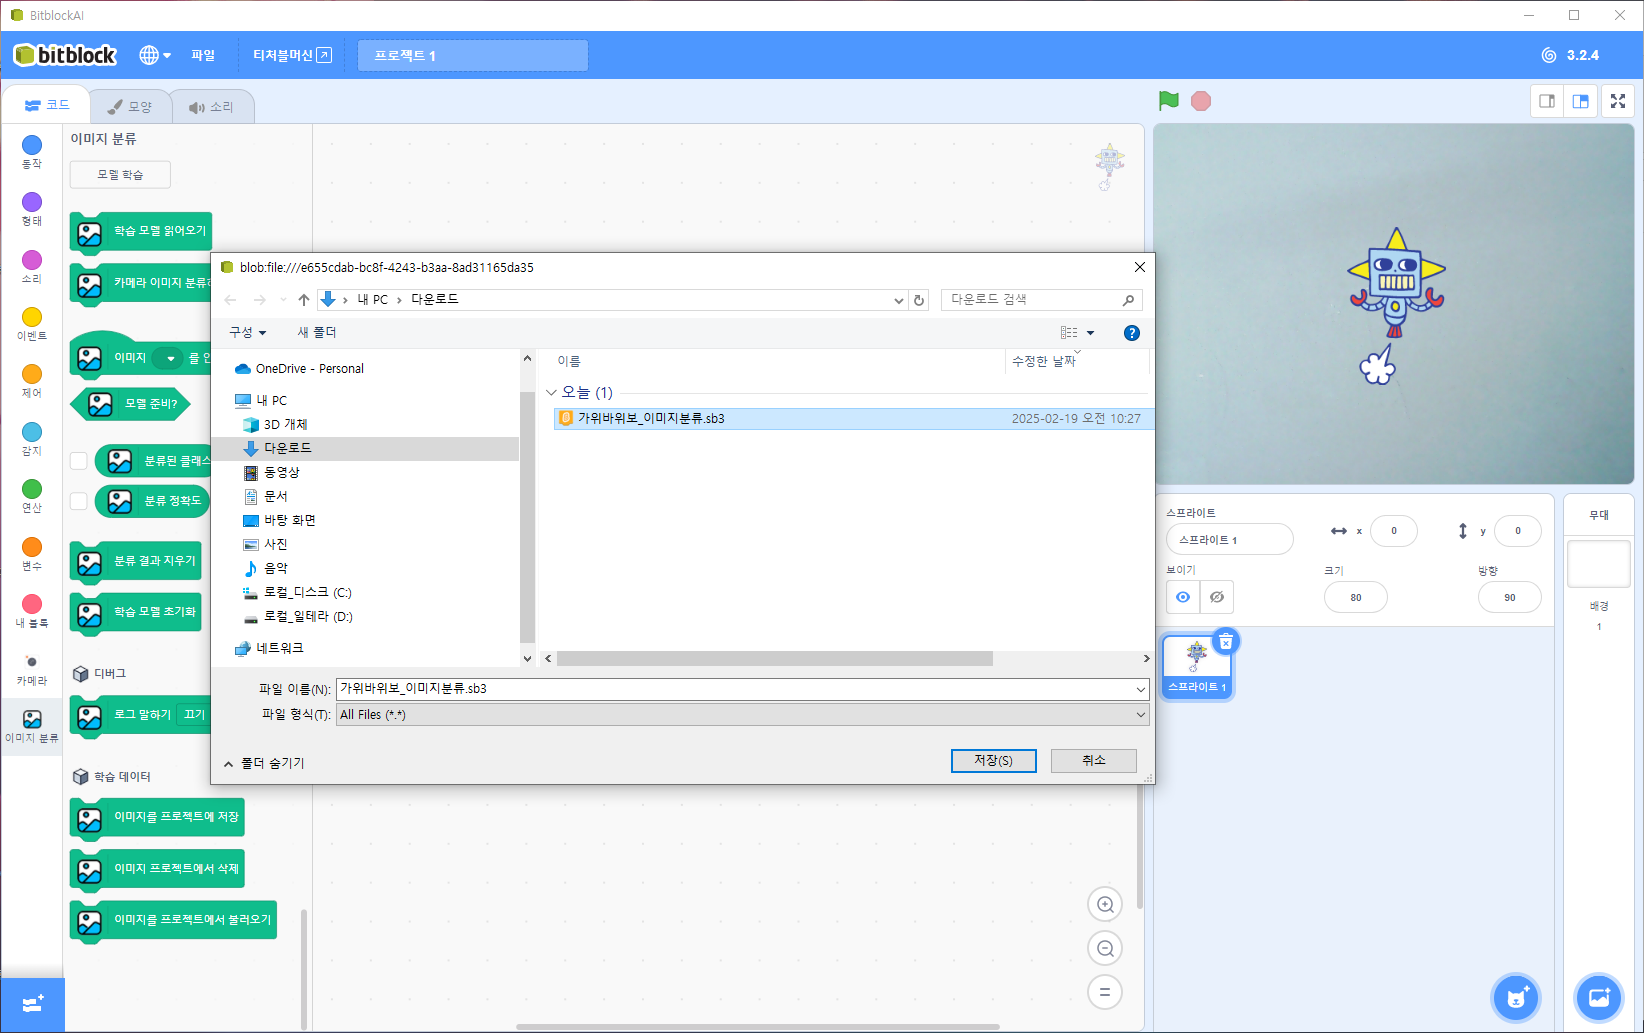 BitblockAI
bitblock
파일
티처블머신
프로젝트 1
3.2.4
코드
모양
소리
동작
형태
소리
이벤트
제어
감지
연산
변수
내 블록
카메라
이미지 분류
이미지 분류
모델 학습
학습 모델 읽어오기
카메라 이미지 분류
이미지 를
모델 준비?
분류된 클래스
분류 정확도
분류 결과 지우기
학습 모델 초기화
디버그
로그 말하기 끄기
학습 데이터
이미지를 프로젝트에 저장
이미지 프로젝트에서 삭제
이미지를 프로젝트에서 불러오기
blob:file:///e655cdab-bc8f-4243-b3aa-8ad31165da35
내 PC › 다운로드
다운로드 검색
구성
새 폴더
OneDrive - Personal
내 PC
3D 개체
다운로드
동영상
문서
바탕 화면
사진
음악
로컬_디스크 (C:)
로컬_일테라 (D:)
네트워크
이름
수정한 날짜
오늘 (1)
가위바위보_이미지분류.sb3
2025-02-19 오전 10:27
파일 이름(N): 가위바위보_이미지분류.sb3
파일 형식(T): All Files (*.*)
폴더 숨기기
저장(S)
취소
스프라이트
스프라이트 1
x 0
y 0
보이기
크기
80
방향
90
스프라이트 1
무대
배경
1